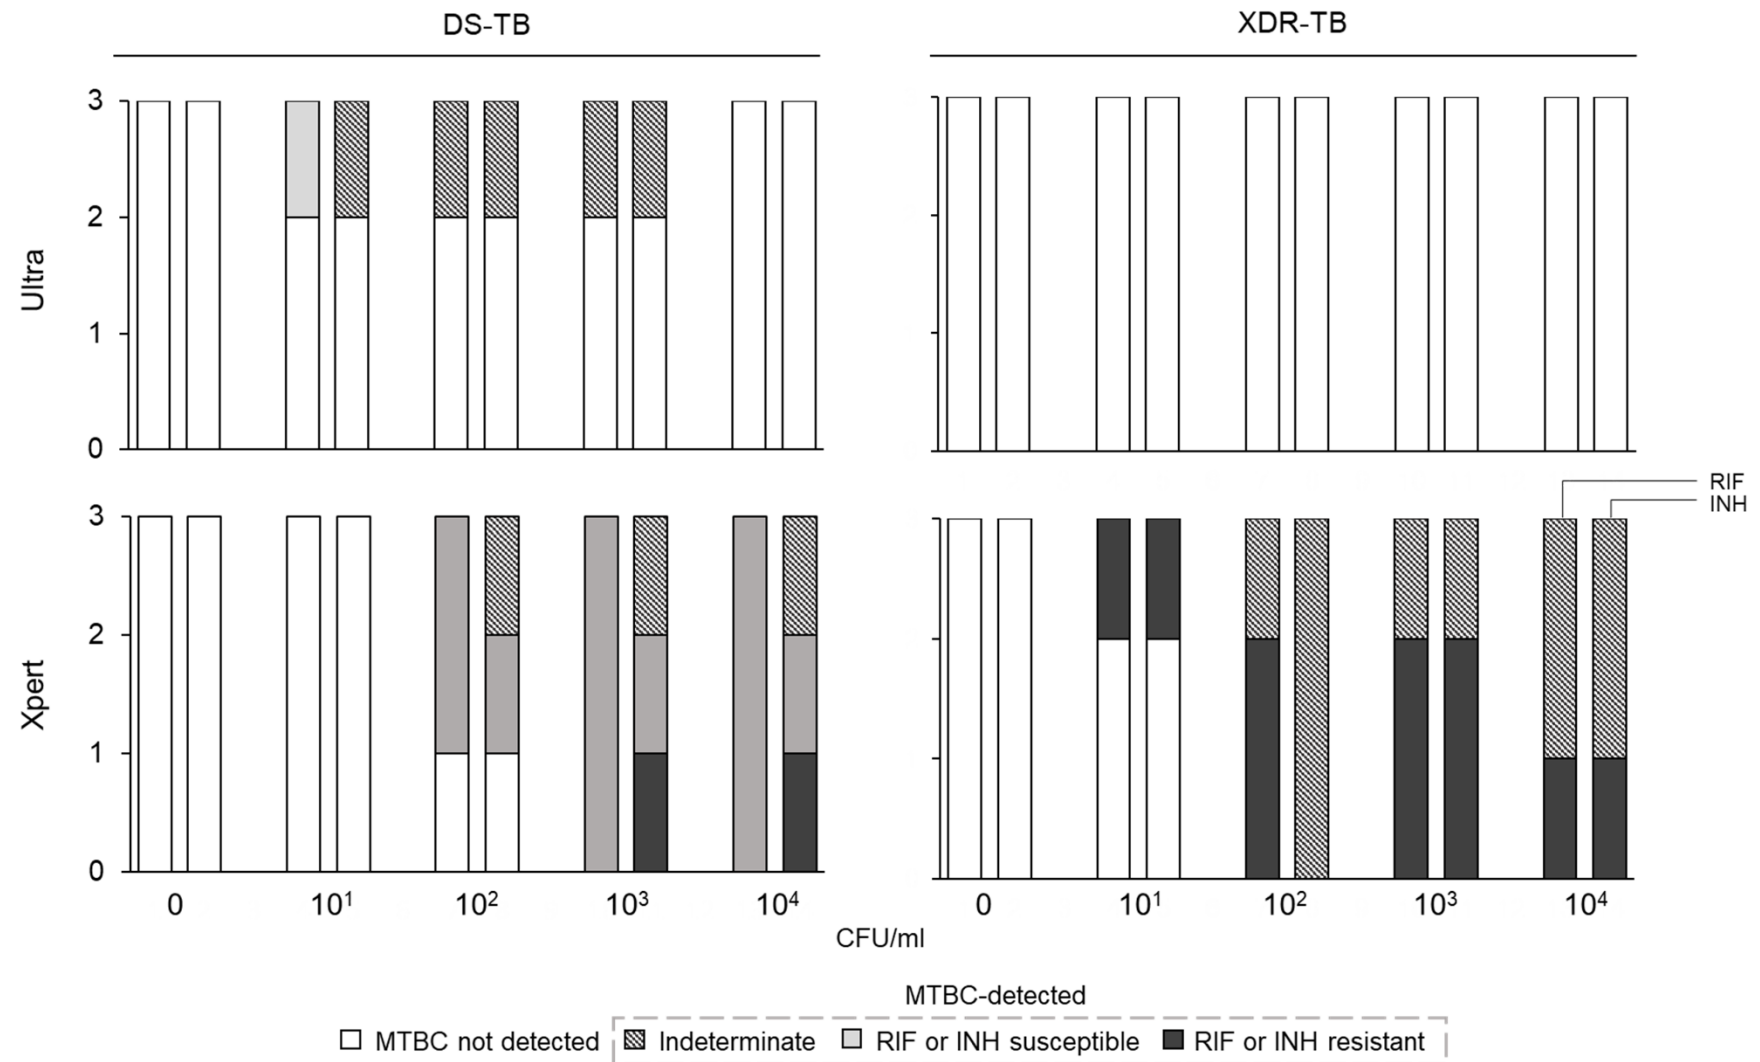 DS-TB
XDR-TB
Ultra
3
2
1
0
RIF
INH
Xpert
3
2
1
0
0 10¹ 10² 10³ 10⁴
0 10¹ 10² 10³ 10⁴
CFU/ml
MTBC-detected
MTBC not detected Indeterminate RIF or INH susceptible RIF or INH resistant